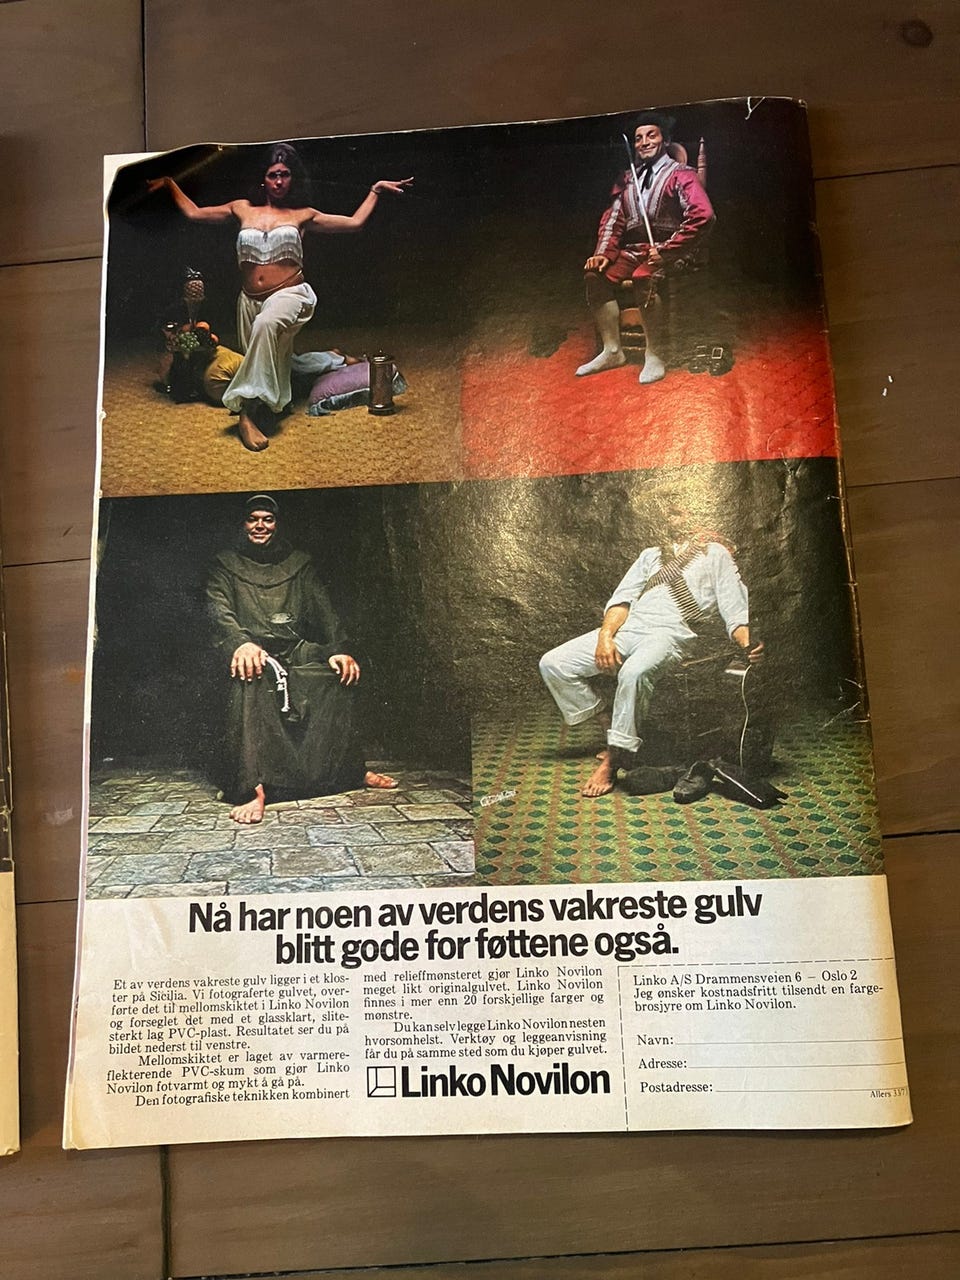 Nå har noen av verdens vakreste gulv
blitt gode for føttene også.
Et av verdens vakreste gulv ligger i et klos-
ter på Sicilia. Vi fotograferte gulvet, over-
førte det til mellomskiktet i Linko Novilon
og forseglet det med et glassklart, slite-
sterkt lag PVC-plast. Resultatet ser du på
bildet nederst til venstre.
Mellomskiktet er laget av varmere-
flekterende PVC-skum som gjør Linko
Novilon fotvarmt og mykt å gå på.
Den fotografiske teknikken kombinert
med relieffmønsteret gjør Linko Novilon
meget likt originalgulvet. Linko Novilon
finnes i mer enn 20 forskjellige farger og
mønstre.
Du kan selv legge Linko Novilon nesten
hvorsomhelst. Verktøy og leggeanvisning
får du på samme sted som du kjøper gulvet.
Linko Novilon
Linko A/S Drammensveien 6 — Oslo 2
Jeg ønsker kostnadsfritt tilsendt en farge-
brosjyre om Linko Novilon.
Navn:
Adresse:
Postadresse:
Allers